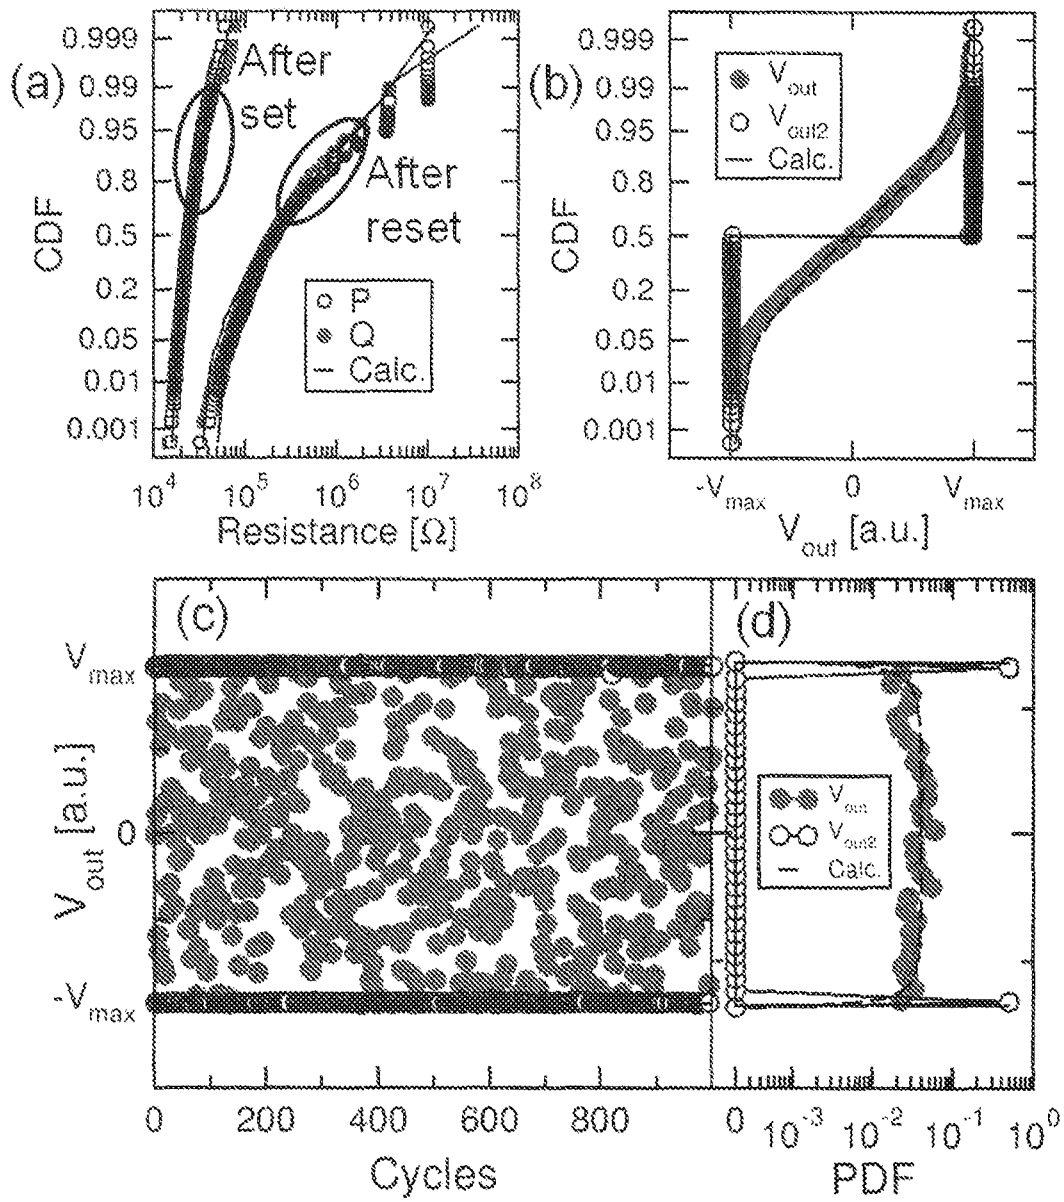 (a)
CDF
0.999
0.99
0.95
0.8
0.5
0.2
0.05
0.01
0.001
After
set
After
reset
P
Q
Calc.
10^4
10^5
10^6
10^7
10^8
Resistance [Ω]
(b)
CDF
0.999
0.99
0.95
0.8
0.5
0.2
0.05
0.01
0.001
V_out
V_out2
Calc.
-V_max
0
V_max
V_out [a.u.]
(c)
V_out [a.u.]
V_max
0
-V_max
0
200
400
600
800
Cycles
(d)
V_out
V_out2
Calc.
0
10^-3
10^-2
10^-1
10^0
PDF